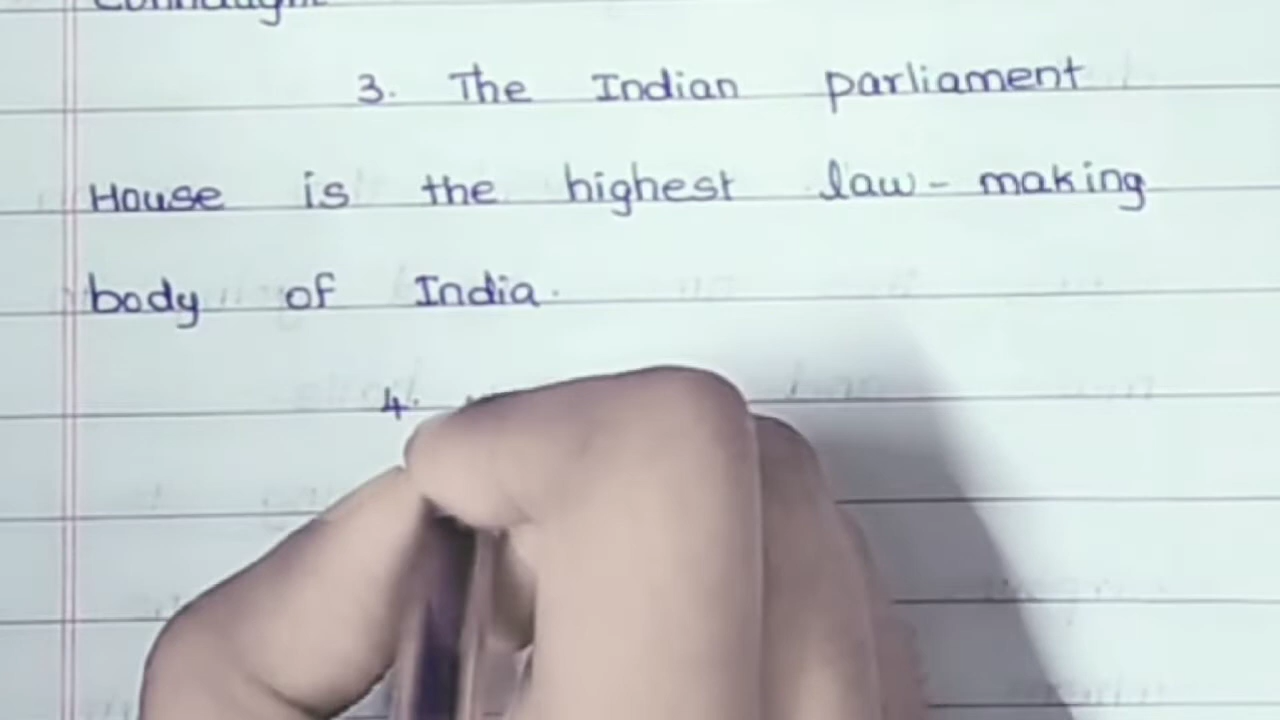 3. The Indian parliament
House is the highest law-making
body of India.
4.